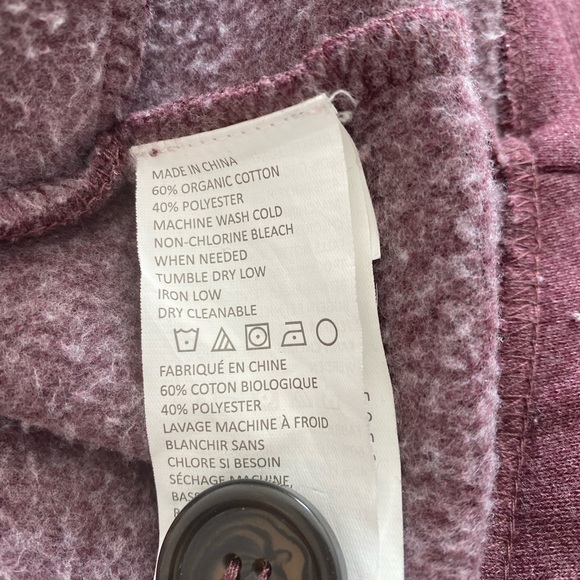 MADE IN CHINA
60% ORGANIC COTTON
40% POLYESTER
MACHINE WASH COLD
NON-CHLORINE BLEACH
WHEN NEEDED
TUMBLE DRY LOW
IRON LOW
DRY CLEANABLE
FABRIQUÉ EN CHINE
60% COTON BIOLOGIQUE
40% POLYESTER
LAVAGE MACHINE À FROID
BLANCHIR SANS
CHLORE SI BESOIN
SÉCHAGE MACHINE,